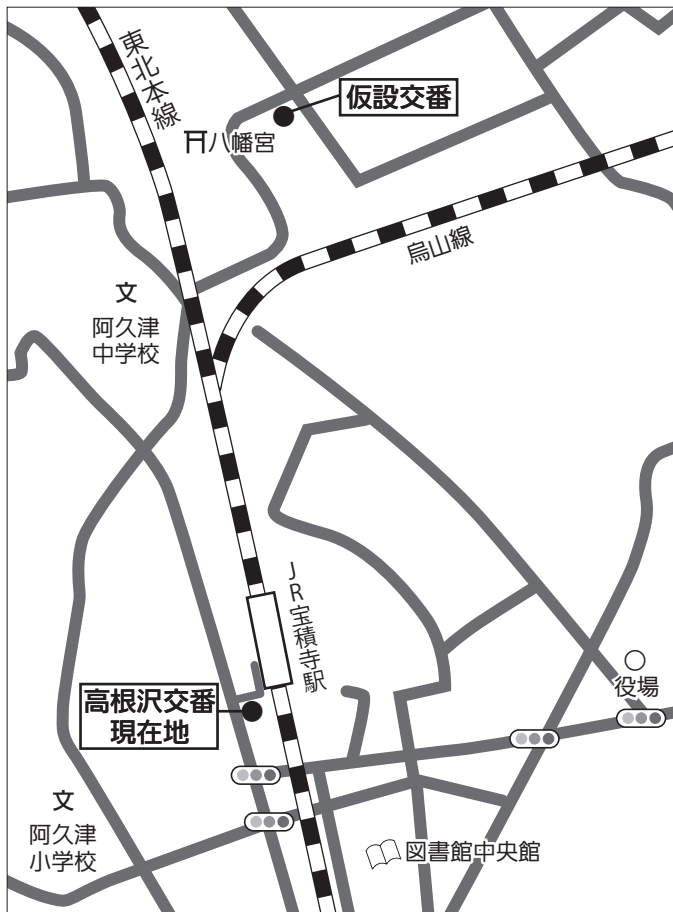 東北本線
仮設交番
八幡宮
烏山線
文
阿久津
中学校
JR宝積寺駅
役場
高根沢交番
現在地
文
阿久津
小学校
図書館中央館